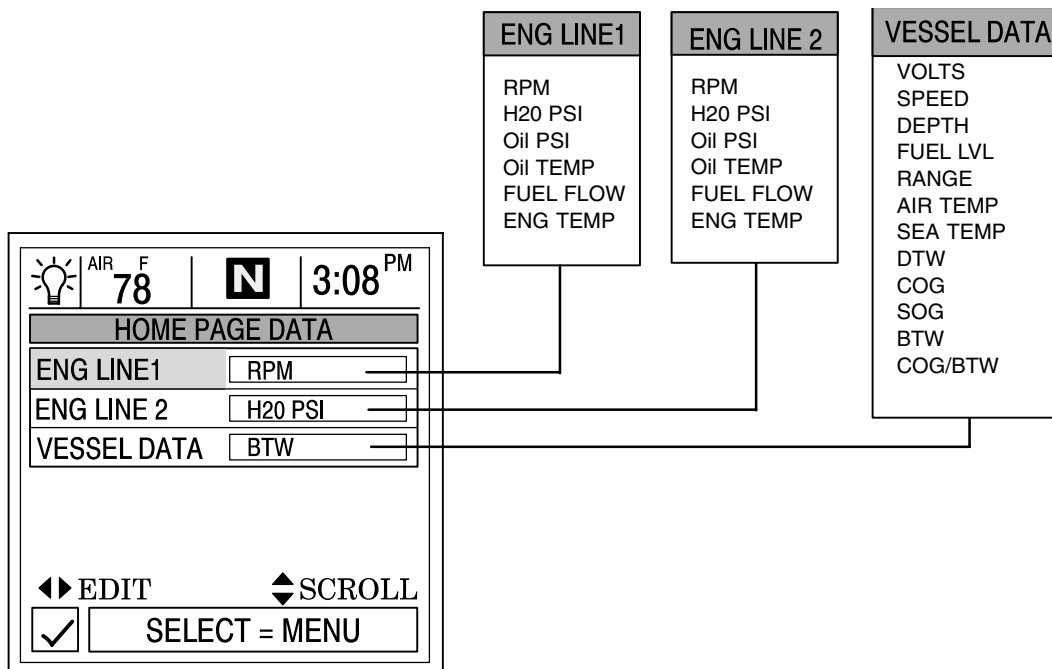 ENG LINE1
RPM
H20 PSI
Oil PSI
Oil TEMP
FUEL FLOW
ENG TEMP
ENG LINE 2
RPM
H20 PSI
Oil PSI
Oil TEMP
FUEL FLOW
ENG TEMP
VESSEL DATA
VOLTS
SPEED
DEPTH
FUEL LVL
RANGE
AIR TEMP
SEA TEMP
DTW
COG
SOG
BTW
COG/BTW
AIR 78 F N 3:08 PM
HOME PAGE DATA
ENG LINE1 RPM
ENG LINE 2 H20 PSI
VESSEL DATA BTW
EDIT SCROLL
SELECT = MENU